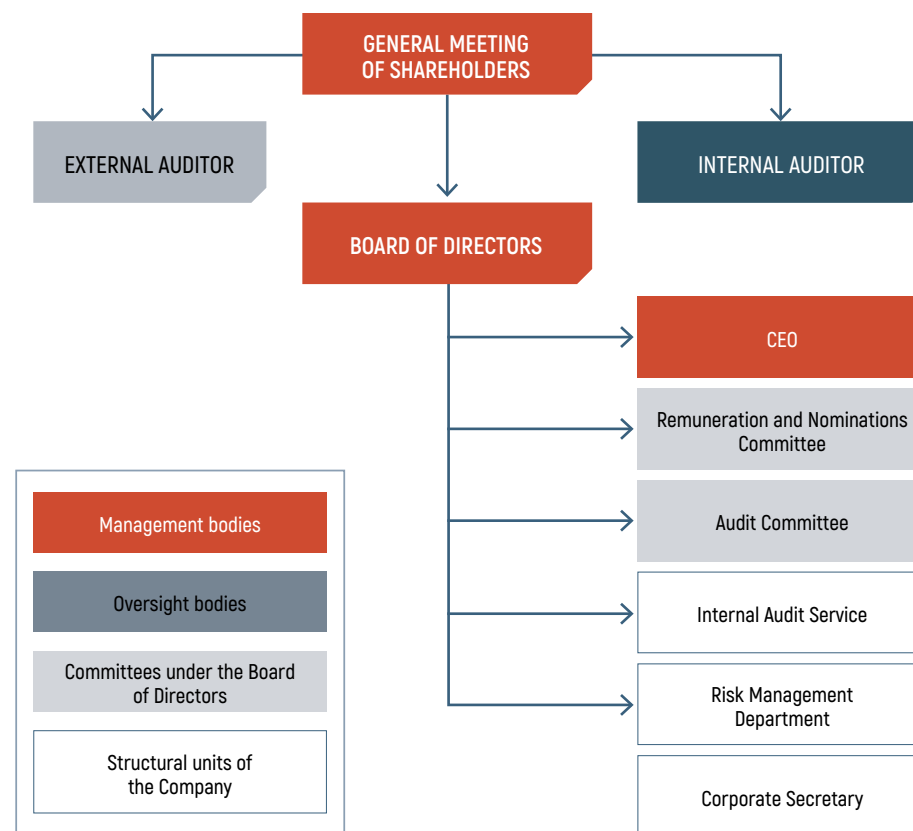 GENERAL MEETING
OF SHAREHOLDERS
EXTERNAL AUDITOR
INTERNAL AUDITOR
BOARD OF DIRECTORS
CEO
Remuneration and Nominations
Committee
Audit Committee
Internal Audit Service
Risk Management
Department
Corporate Secretary
Management bodies
Oversight bodies
Committees under the Board
of Directors
Structural units of
the Company